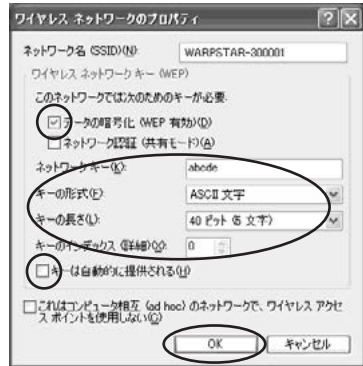 ワイヤレス ネットワークのプロパティ
ネットワーク名 (SSID)(N): WARPSTAR-300001
ワイヤレス ネットワーク キー (WEP)
このネットワークでは次のためのキーが必要:
データの暗号化 (WEP 有効)(D)
ネットワーク認証 (共有モード)(A)
ネットワーク キー(K): abcde
キーの形式(F): ASCII 文字
キーの長さ(L): 40 ビット (5 文字)
キーのインデックス (詳細)(X): 0
キーは自動的に提供される(H)
これはコンピュータ相互 (ad hoc) のネットワークで、ワイヤレス アクセ
ス ポイントを使用しない(C)
OK キャンセル